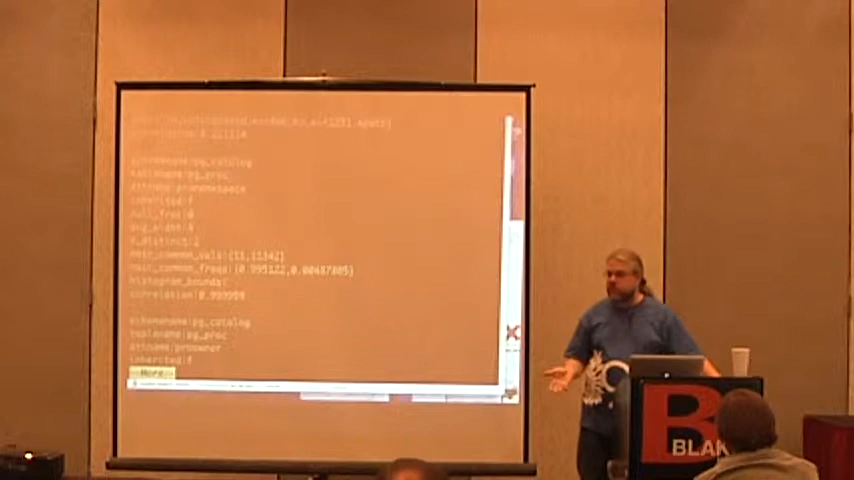 schemaname:pg_catalog
tablename:pg_proc
attname:pronamespace
inherited:f
null_frac:0
avg_width:4
n_distinct:2
most_common_vals:{11,11342}
most_common_freqs:{0.995122,0.00487805}
histogram_bounds:
correlation:0.999999
schemaname:pg_catalog
tablename:pg_proc
attname:proowner
inherited:f
--More--
B
BLAK